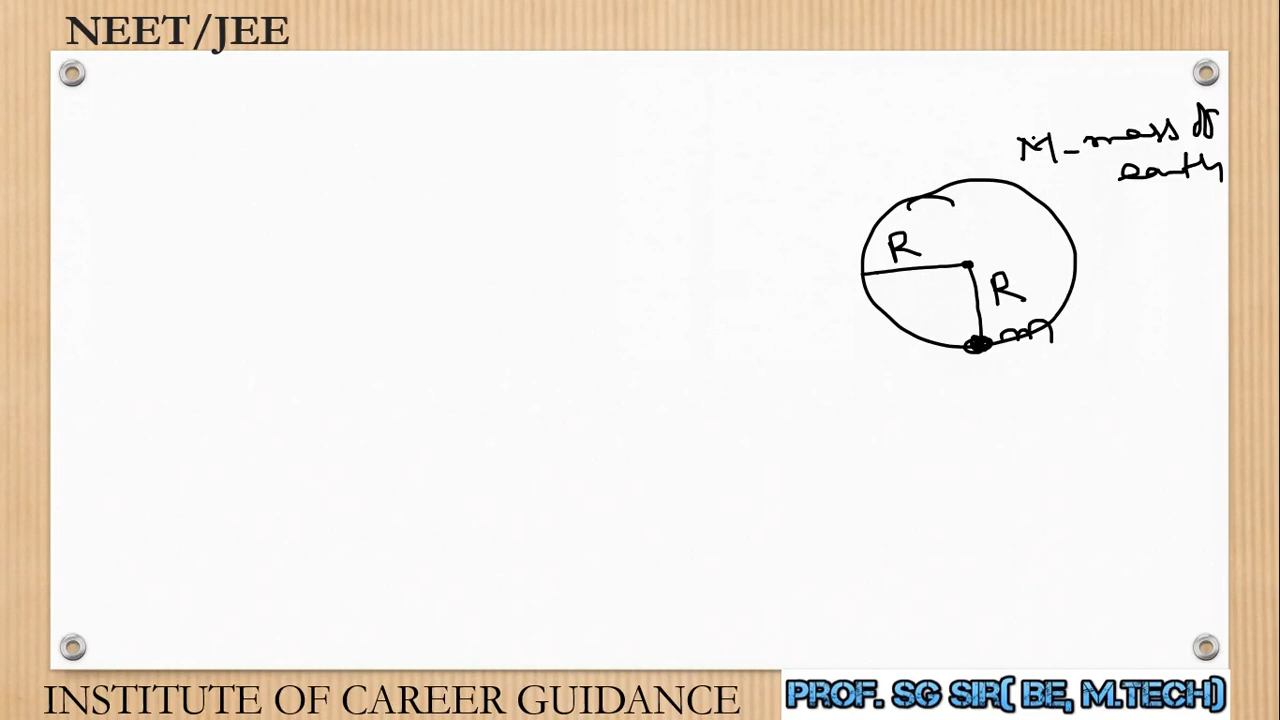 NEET/JEE
M - mass of
earth
R
R
m
INSTITUTE OF CAREER GUIDANCE
PROF. SG SIR( BE, M.TECH)